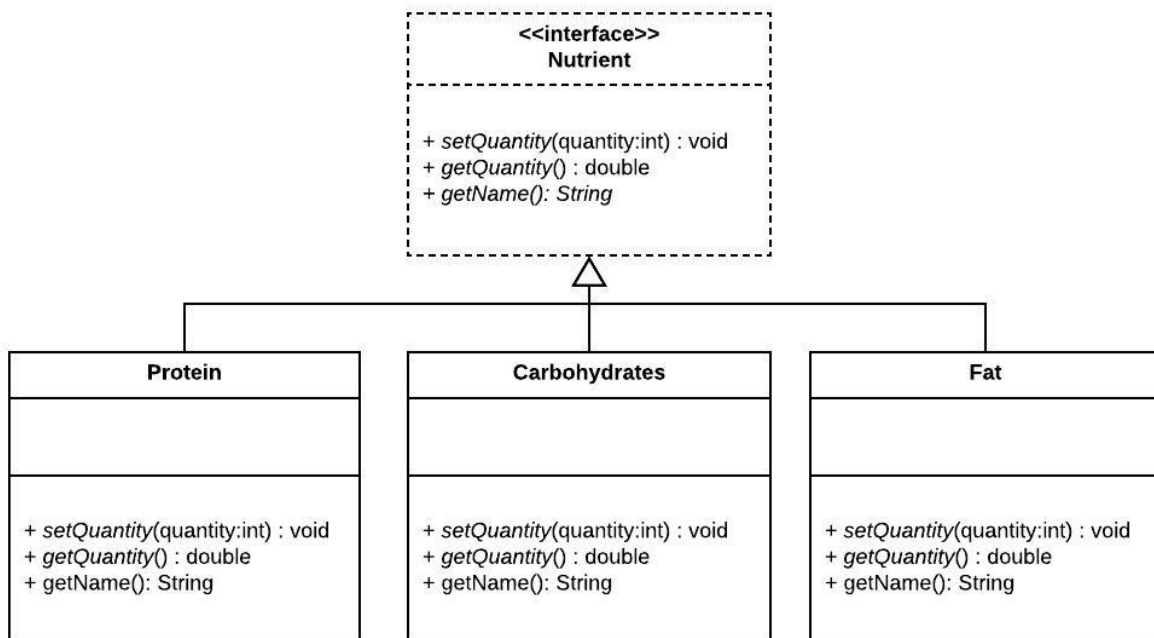 <<interface>>
Nutrient
+ setQuantity(quantity:int) : void
+ getQuantity() : double
+ getName(): String
Protein
+ setQuantity(quantity:int) : void
+ getQuantity() : double
+ getName(): String
Carbohydrates
+ setQuantity(quantity:int) : void
+ getQuantity() : double
+ getName(): String
Fat
+ setQuantity(quantity:int) : void
+ getQuantity() : double
+ getName(): String